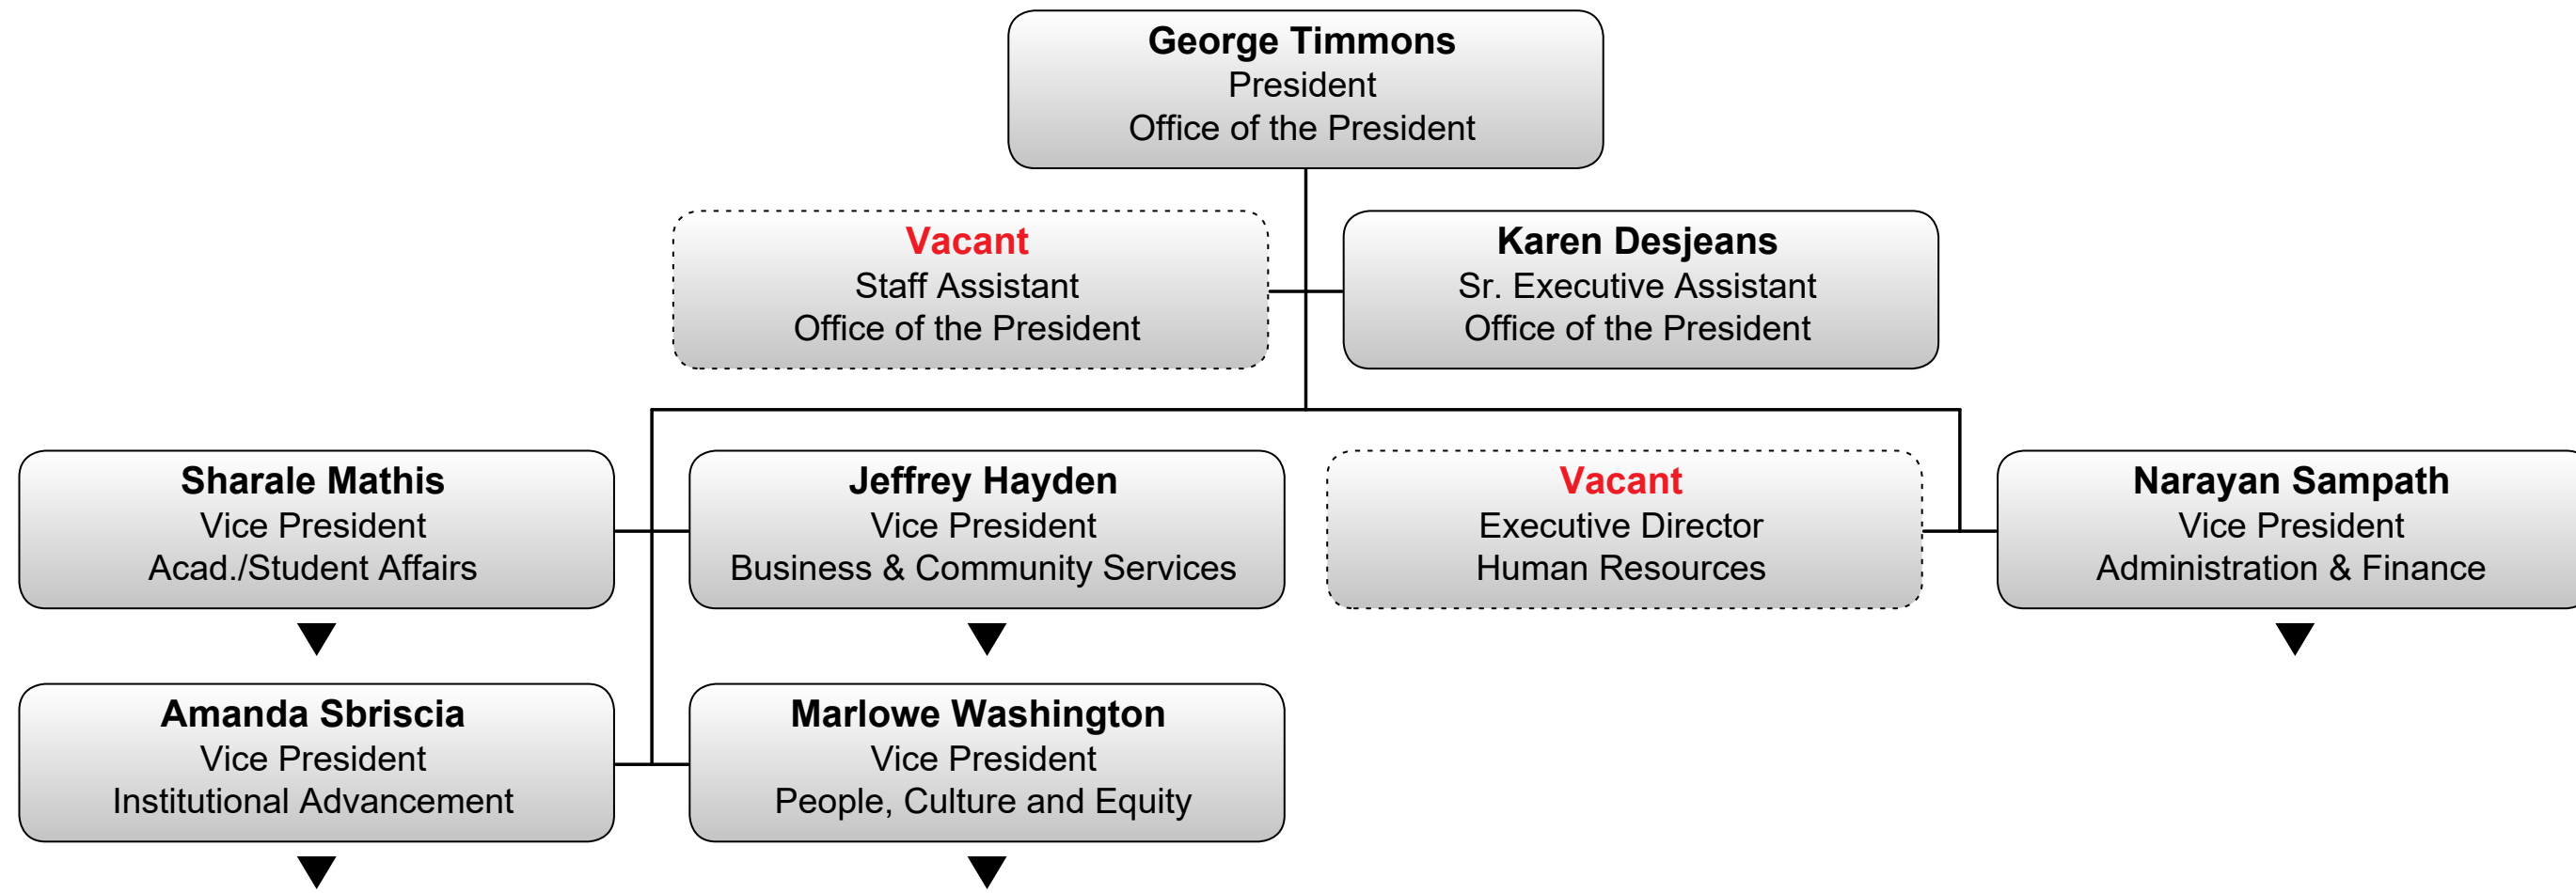 George Timmons
President
Office of the President
Vacant
Staff Assistant
Office of the President
Karen Desjeans
Sr. Executive Assistant
Office of the President
Sharale Mathis
Vice President
Acad./Student Affairs
Jeffrey Hayden
Vice President
Business & Community Services
Vacant
Executive Director
Human Resources
Narayan Sampath
Vice President
Administration & Finance
Amanda Sbriscia
Vice President
Institutional Advancement
Marlowe Washington
Vice President
People, Culture and Equity